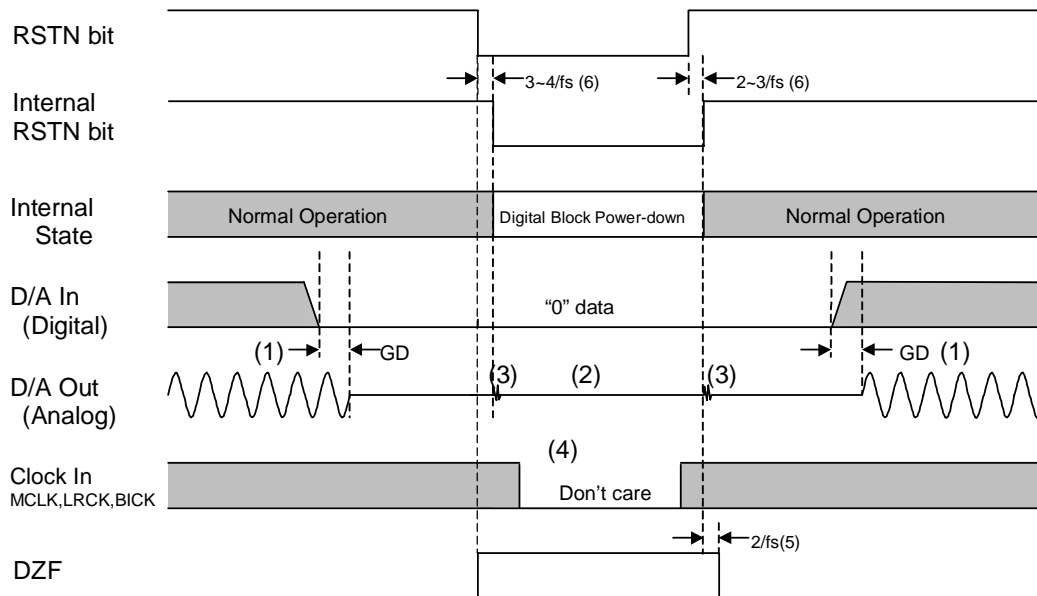 RSTN bit
3~4/fs (6)
2~3/fs (6)
Internal
RSTN bit
Internal
State
Normal Operation
Digital Block Power-down
Normal Operation
D/A In
(Digital)
“0” data
(1)
GD
GD
(1)
D/A Out
(Analog)
(3)
(2)
(3)
(4)
Clock In
MCLK,LRCK,BICK
Don’t care
2/fs(5)
DZF